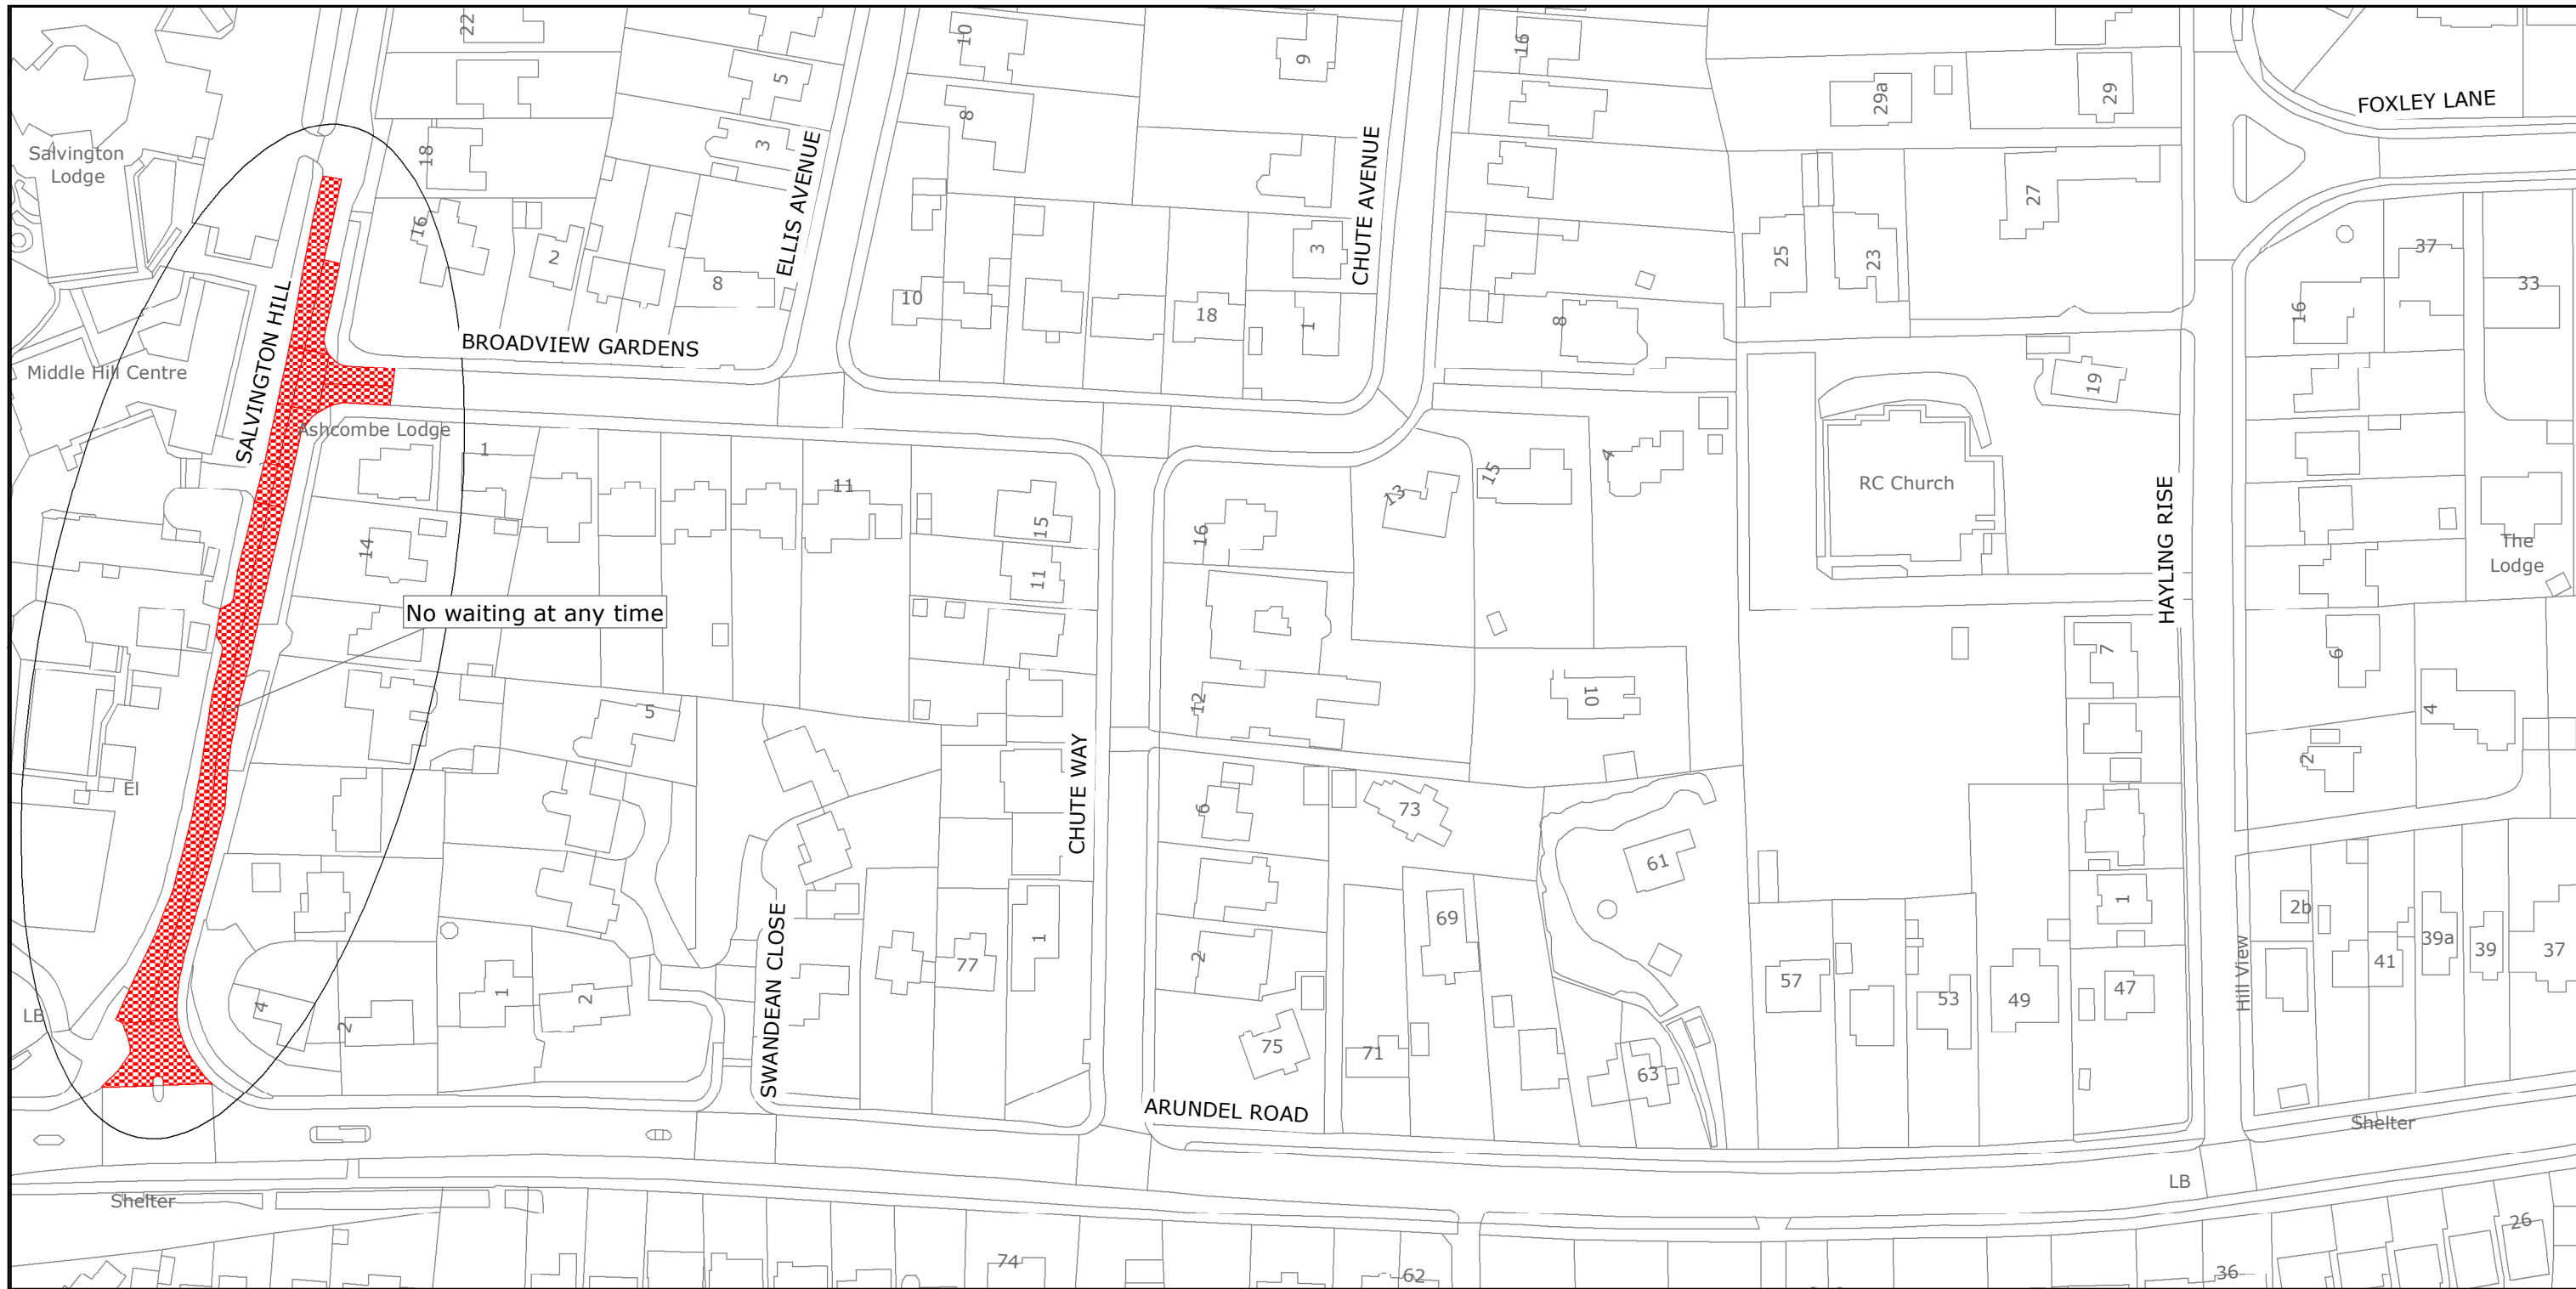 22
10
9
16
5
29a
29
FOXLEY LANE
8
3
18
Salvington
Lodge
ELLIS AVENUE
CHUTE AVENUE
16
2
8
3
25
23
27
37
33
10
18
1
8
16
BROADVIEW GARDENS
SALVINGTON HILL
Middle Hill Centre
19
Ashcombe Lodge
1
11
15
13
15
4
RC Church
HAYLING RISE
The
Lodge
14
16
11
No waiting at any time
5
12
10
7
6
4
2
EI
CHUTE WAY
6
73
61
1
2b
39a
39
37
41
69
SWANDEAN CLOSE
1
77
2
57
53
49
47
Hill View
LB
4
2
1
2
75
71
63
ARUNDEL ROAD
Shelter
LB
Shelter
74
62
36
26